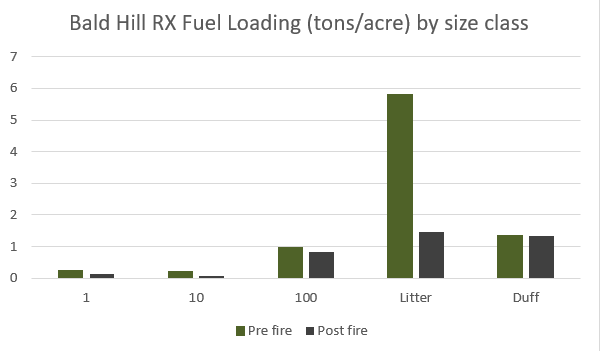 Bald Hill RX Fuel Loading (tons/acre) by size class
7
6
5
4
3
2
1
0
1 10 100 Litter Duff
Pre fire Post fire